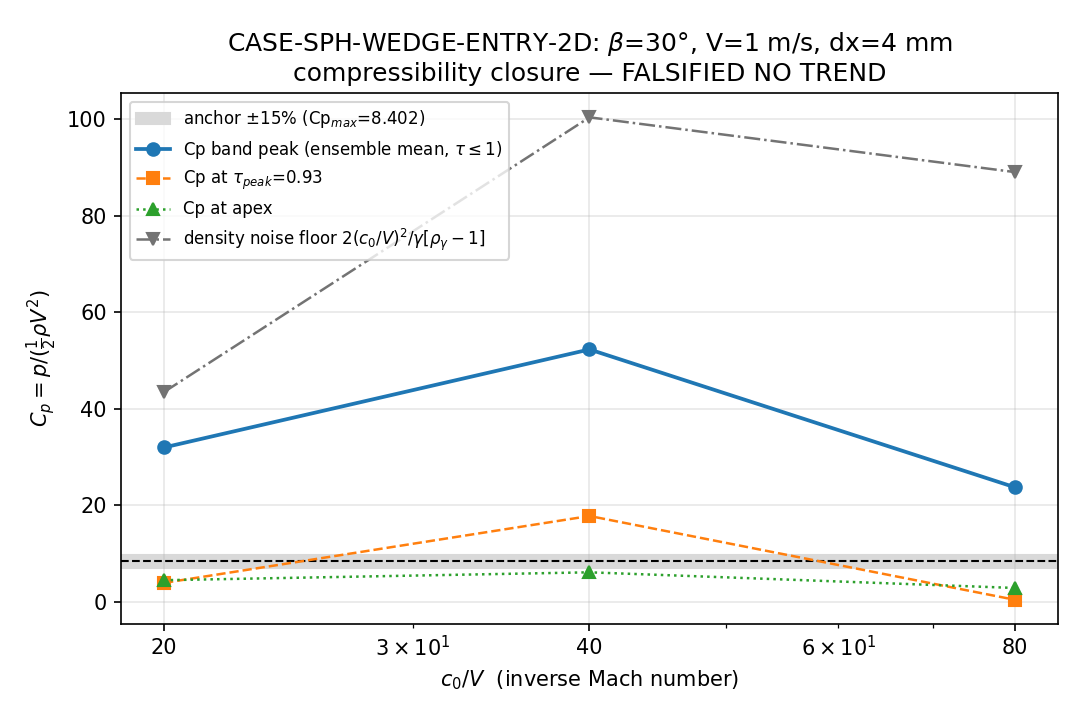 CASE-SPH-WEDGE-ENTRY-2D: β=30°, V=1 m/s, dx=4 mm
compressibility closure — FALSIFIED NO TREND
anchor ±15% (Cp_max=8.402)
Cp band peak (ensemble mean, τ ≤ 1)
Cp at τ_peak=0.93
Cp at apex
density noise floor 2(c₀/V)²/γ[ρ_γ − 1]
100
80
60
40
20
0
C_p = p/(½ρV²)
20
3 × 10¹
40
6 × 10¹
80
c₀/V (inverse Mach number)